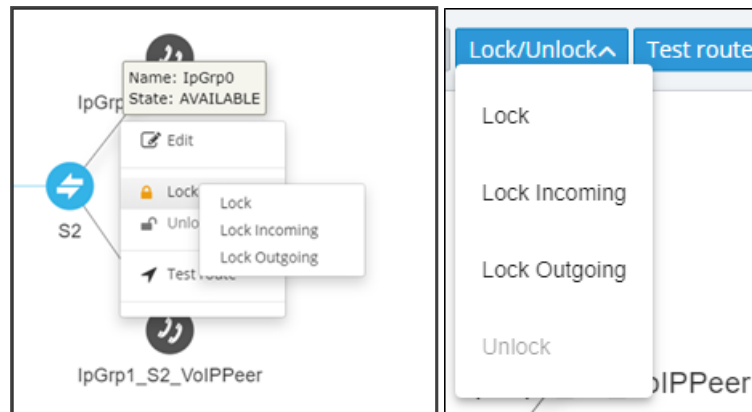 Name: IpGrp0
IpGrp
State: AVAILABLE
Edit
Lock
Unlo
Test route
S2
Lock
Lock Incoming
Lock Outgoing
IpGrp1_S2_VoIPPeer
Lock/Unlock
Test route
Lock
Lock Incoming
Lock Outgoing
Unlock
oIPPeer